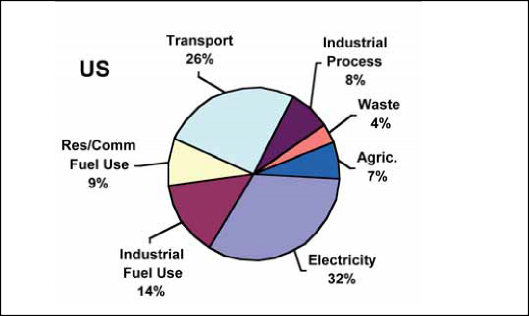 US
Transport
26%
Industrial
Process
8%
Waste
4%
Agric.
7%
Electricity
32%
Industrial
Fuel Use
14%
Res/Comm
Fuel Use
9%